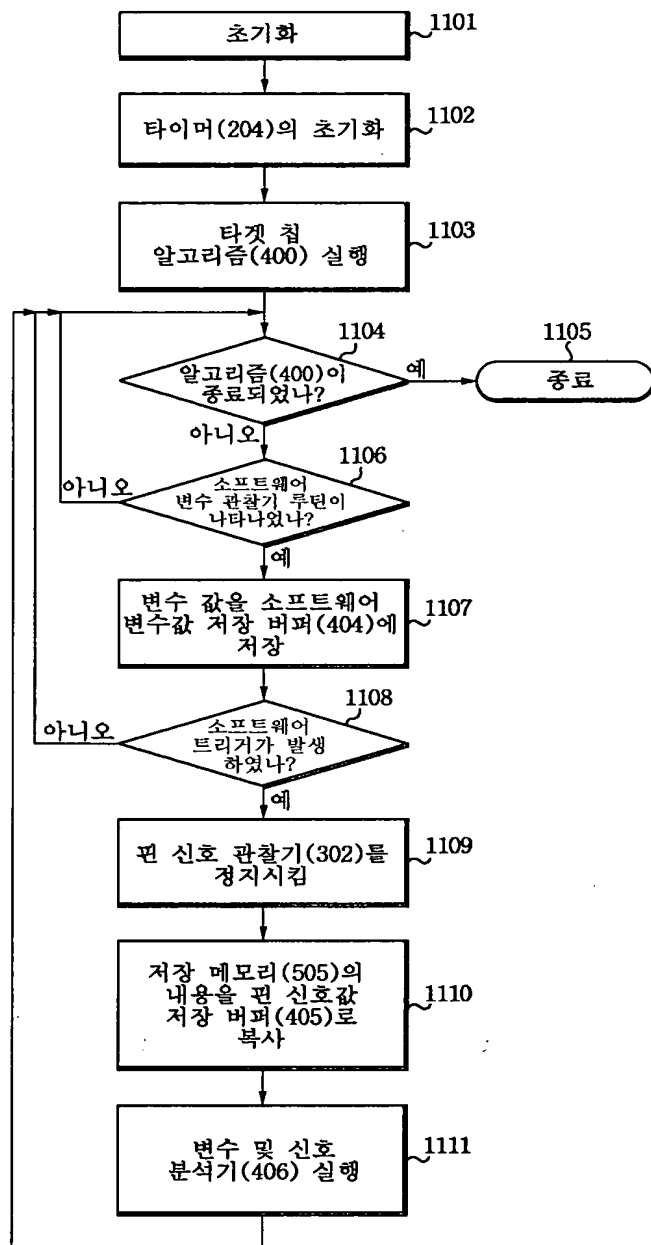 초기화
1101
타이머(204)의 초기화
1102
타겟 칩
알고리즘(400) 실행
1103
1104
알고리즘(400)이
종료되었나?
예
1105
종료
아니오
1106
소프트웨어
변수 관찰기 루틴이
나타나었나?
아니오
예
변수 값을 소프트웨어
변수값 저장 버퍼(404)에
저장
1107
1108
소프트웨어
트리거가 발생
하였나?
아니오
예
핀 신호 관찰기(302)를
정지시킴
1109
저장 메모리(505)의
내용을 핀 신호값
저장 버퍼(405)로
복사
1110
변수 및 신호
분석기(406) 실행
1111